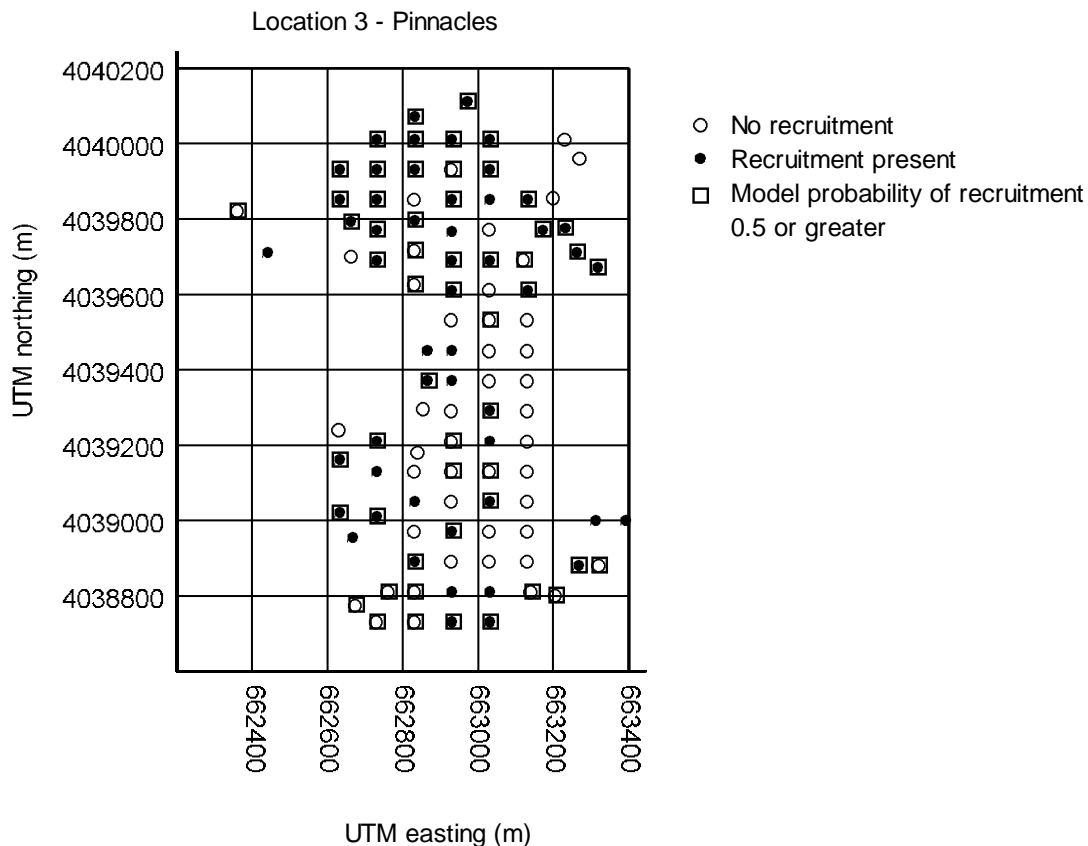 Location 3 - Pinnacles
4040200
4040000
4039800
4039600
4039400
4039200
4039000
4038800
UTM northing (m)
662400
662600
662800
663000
663200
663400
UTM easting (m)
No recruitment
Recruitment present
Model probability of recruitment
0.5 or greater